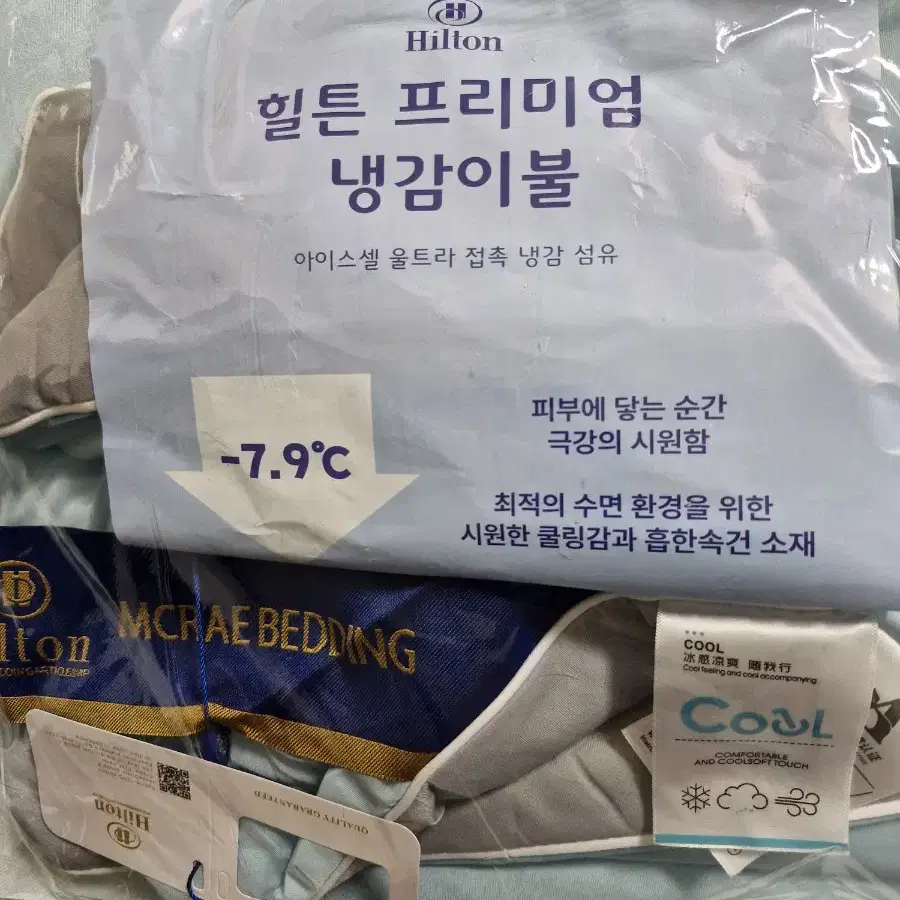 Hilton
힐튼 프리미엄
냉감이불
아이스셀 울트라 접촉 냉감 섬유
-7.9℃
피부에 닿는 순간
극강의 시원함
최적의 수면 환경을 위한
시원한 쿨링감과 흡한속건 소재
ilton
MCRAE BEDDING
COOL
冰感凉爽 随我行
Cool feeling and cool accompanying
COOL
COMFORTABLE
AND COOLSOFT TOUCH
QUALITY GRARANTEED
Hilton